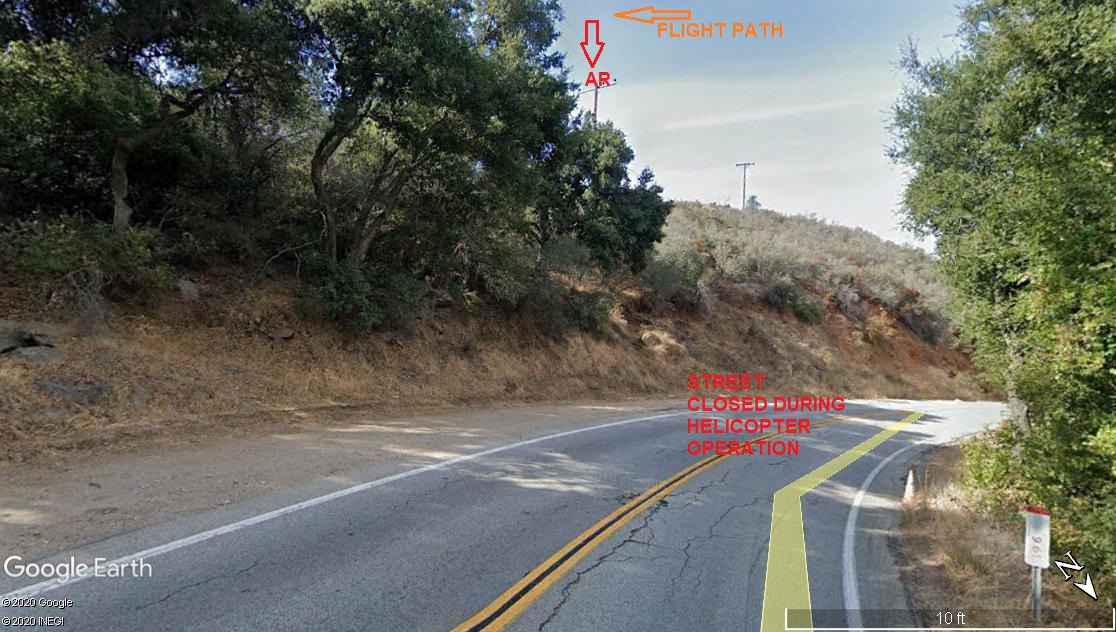 FLIGHT PATH
AR
STREET
CLOSED DURING
HELICOPTER
OPERATION
Google Earth
©2020 Google
©2020 INEGI
N
10 ft